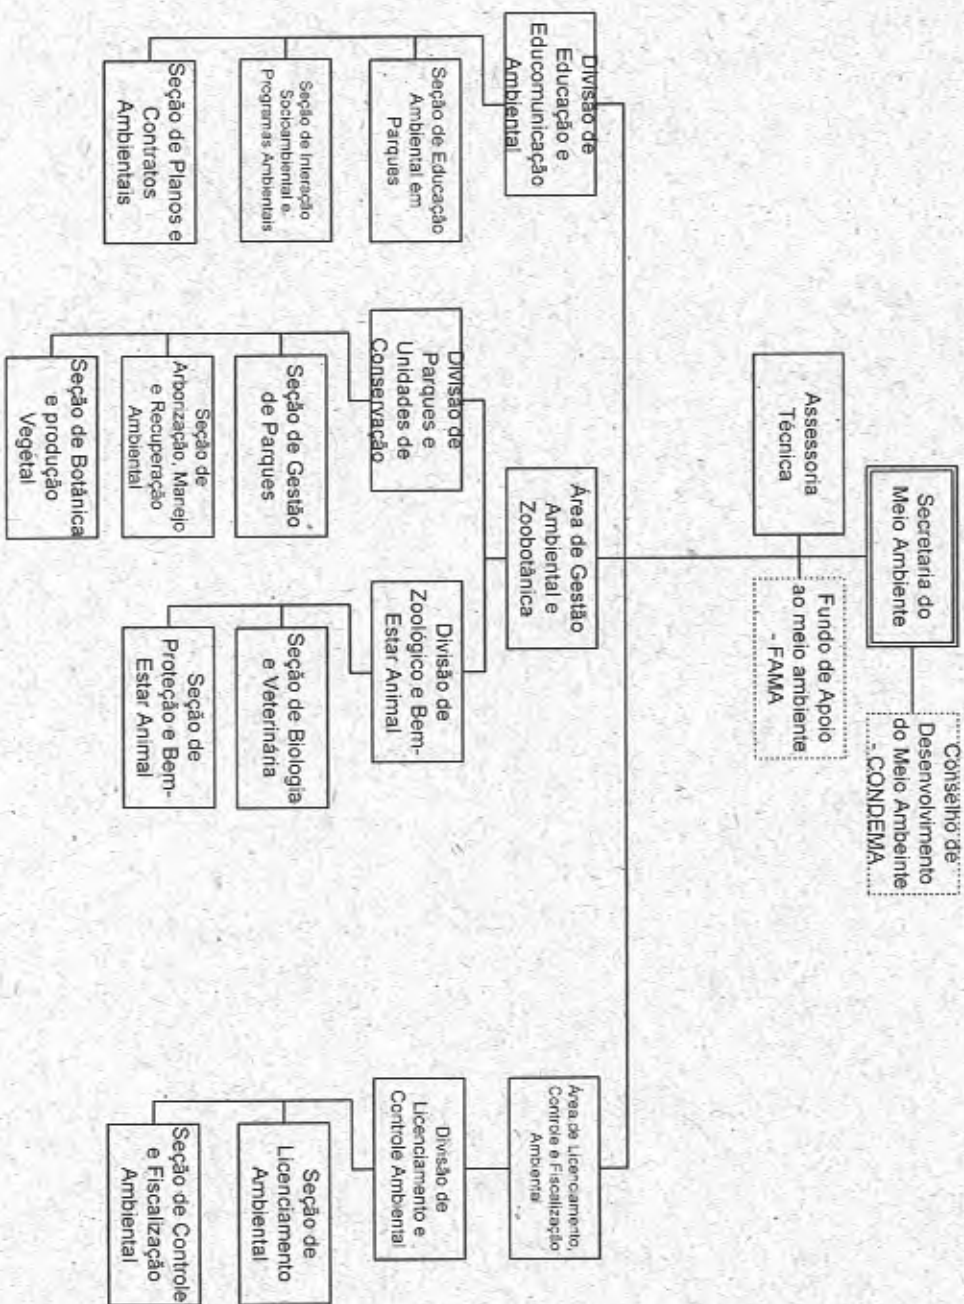 Secretaria do
Meio Ambiente
Conselho de
Desenvolvimento
do Meio Ambeinte
- CONDEMA
Assessoria
Técnica
Fundo de Apoio
ao meio ambiente
- FAMA
Divisão de
Educação e
Educomunicação
Ambiental
Seção de Educação
Ambiental em
Parques
Seção de Interação
Socioambiental e
Programas Ambientais
Seção de Planos e
Contratos
Ambientais
Área de Gestão
Ambiental e
Zoobotânica
Divisão de
Parques e
Unidades de
Conservação
Seção de Gestão
de Parques
Seção de
Arborização, Manejo
e Recuperação
Ambiental
Seção de Botânica
e produção
Vegetal
Divisão de
Zoológico e Bem-
Estar Animal
Seção de Biologia
e Veterinária
Seção de
Proteção e Bem-
Estar Animal
Área de Licenciamento,
Controle e Fiscalização
Ambiental
Divisão de
Licenciamento e
Controle Ambiental
Seção de
Licenciamento
Ambiental
Seção de Controle
e Fiscalização
Ambiental